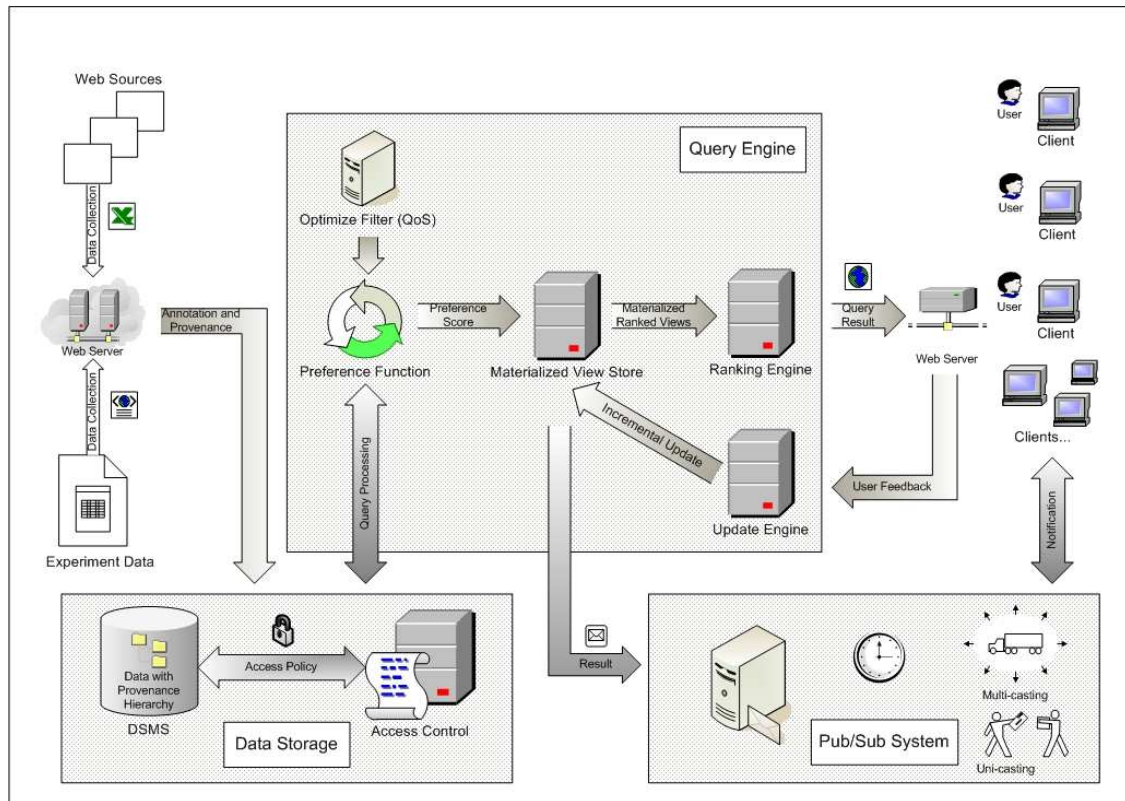 Web Sources
Data Collection
Web Server
Data Collection
Experiment Data
Annotation and
Provenance
Query Engine
Optimize Filter (QoS)
Preference Function
Preference
Score
Materialized View Store
Materialized
Ranked Views
Ranking Engine
Incremental Update
Update Engine
Query Processing
Query
Result
Web Server
User Feedback
User
Client
User
Client
User
Client
Clients...
Notification
Data with
Provenance
Hierarchy
DSMS
Access Policy
Access Control
Data Storage
Result
Pub/Sub System
Multi-casting
Uni-casting